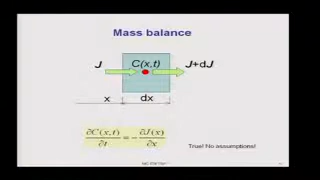 Mass balance
J
C(x,t)
J+dJ
x
dx
∂C(x,t)/∂t = -∂J(x)/∂x
True! No assumptions!